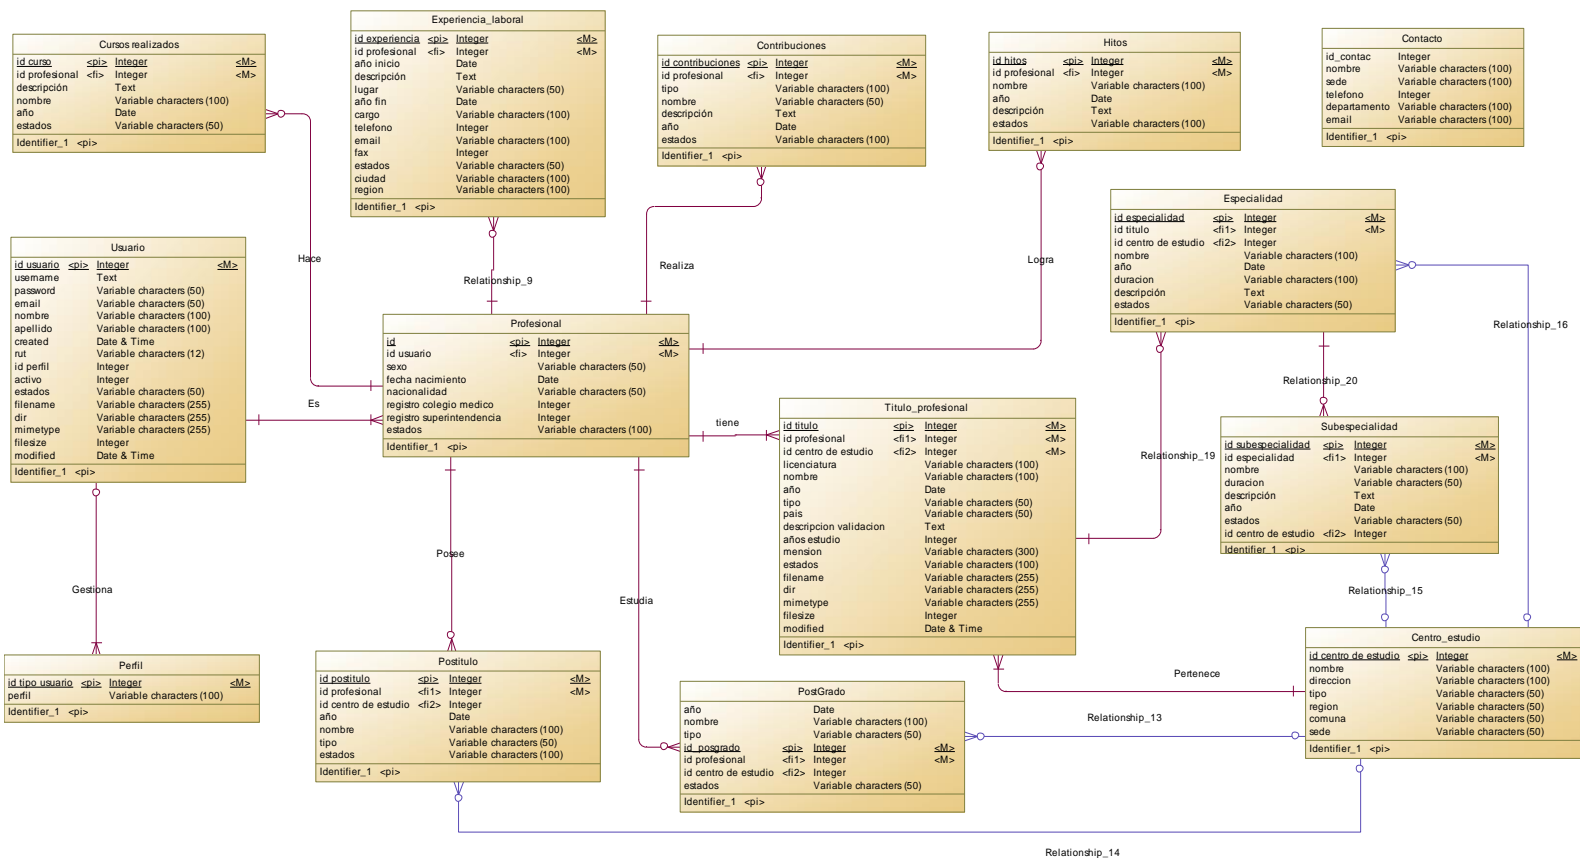 Cursos realizados
id curso <pi> Integer <M>
id profesional <fi> Integer <M>
descripción Text
nombre Variable characters (100)
año Date
estados Variable characters (50)
Identifier_1 <pi>
Experiencia_laboral
id experiencia <pi> Integer <M>
id profesional <fi> Integer <M>
año inicio Date
descripción Text
lugar Variable characters (50)
año fin Date
cargo Variable characters (100)
telefono Integer
email Variable characters (100)
fax Integer
estados Variable characters (50)
ciudad Variable characters (100)
region Variable characters (100)
Identifier_1 <pi>
Contribuciones
id contribuciones <pi> Integer <M>
id profesional <fi> Integer <M>
tipo Variable characters (100)
nombre Variable characters (50)
descripción Text
año Date
estados Variable characters (100)
Identifier_1 <pi>
Hitos
id hitos <pi> Integer <M>
id profesional <fi> Integer <M>
nombre Variable characters (100)
año Date
descripción Text
estados Variable characters (100)
Identifier_1 <pi>
Contacto
id_contac Integer
nombre Variable characters (100)
sede Variable characters (100)
telefono Integer
departamento Variable characters (100)
email Variable characters (100)
Identifier_1 <pi>
Especialidad
id especialidad <pi> Integer <M>
id titulo <fi1> Integer <M>
id centro de estudio <fi2> Integer
nombre Variable characters (100)
año Date
duracion Variable characters (100)
descripción Text
estados Variable characters (50)
Identifier_1 <pi>
Usuario
id usuario <pi> Integer <M>
username Text
password Variable characters (50)
email Variable characters (50)
nombre Variable characters (100)
apellido Variable characters (100)
created Date & Time
rut Variable characters (12)
id perfil Integer
activo Integer
estados Variable characters (50)
filename Variable characters (255)
dir Variable characters (255)
mimetype Variable characters (255)
filesize Integer
modified Date & Time
Identifier_1 <pi>
Hace
Relationship_9
Realiza
Logra
Relationship_16
Profesional
id <pi> Integer <M>
id usuario <fi> Integer <M>
sexo Variable characters (50)
fecha nacimiento Date
nacionalidad Variable characters (50)
registro colegio medico Integer
registro superintendencia Integer
estados Variable characters (100)
Identifier_1 <pi>
Es
tiene
Relationship_20
Relationship_19
Titulo_profesional
id titulo <pi> Integer <M>
id profesional <fi1> Integer <M>
id centro de estudio <fi2> Integer <M>
licenciatura Variable characters (100)
nombre Variable characters (100)
año Date
tipo Variable characters (50)
pais Variable characters (50)
descripcion validacion Text
años estudio Integer
mension Variable characters (300)
estados Variable characters (100)
filename Variable characters (255)
dir Variable characters (255)
mimetype Variable characters (255)
filesize Integer
modified Date & Time
Identifier_1 <pi>
Subespecialidad
id subespecialidad <pi> Integer <M>
id especialidad <fi1> Integer <M>
nombre Variable characters (100)
duracion Variable characters (50)
descripción Text
año Date
estados Variable characters (50)
id centro de estudio <fi2> Integer
Identifier_1 <pi>
Gestiona
Posee
Estudia
Relationship_15
Pertenece
Relationship_13
Relationship_14
Perfil
id tipo usuario <pi> Integer <M>
perfil Variable characters (100)
Identifier_1 <pi>
Postitulo
id postitulo <pi> Integer <M>
id profesional <fi1> Integer <M>
id centro de estudio <fi2> Integer
año Date
nombre Variable characters (100)
tipo Variable characters (50)
estados Variable characters (100)
Identifier_1 <pi>
PostGrado
año Date
nombre Variable characters (100)
tipo Variable characters (50)
id_posgrado <pi> Integer <M>
id profesional <fi1> Integer <M>
id centro de estudio <fi2> Integer
estados Variable characters (50)
Identifier_1 <pi>
Centro_estudio
id centro de estudio <pi> Integer <M>
nombre Variable characters (100)
direccion Variable characters (100)
tipo Variable characters (50)
region Variable characters (50)
comuna Variable characters (50)
sede Variable characters (50)
Identifier_1 <pi>